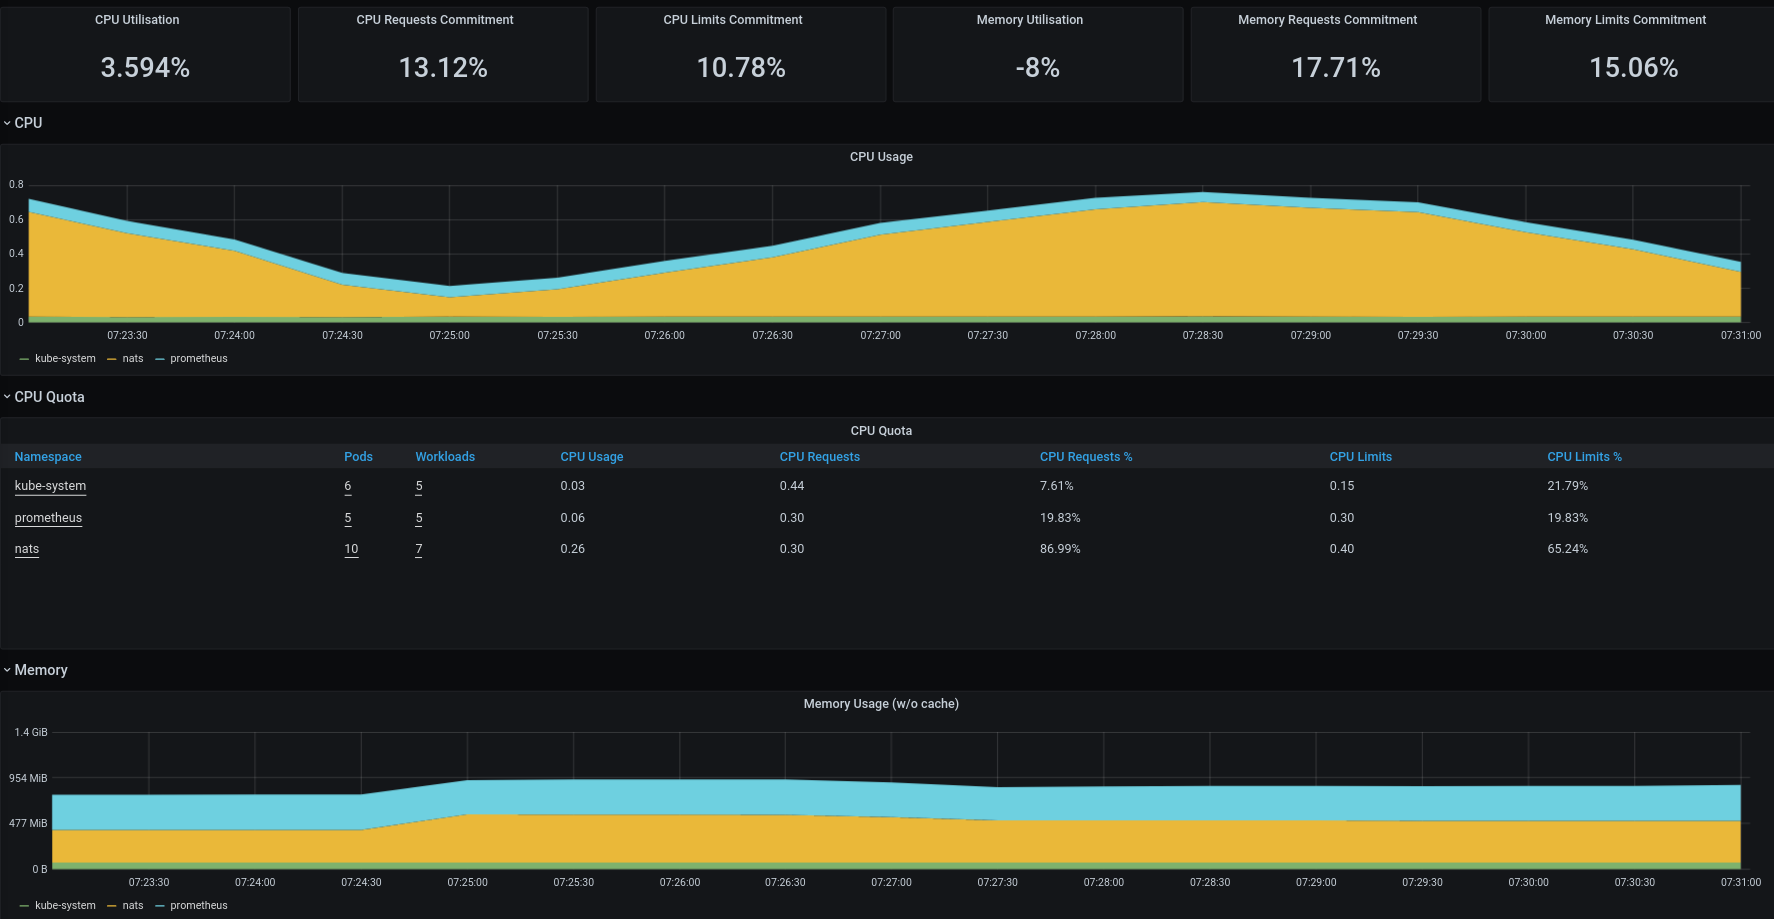 CPU Utilisation CPU Requests Commitment CPU Limits Commitment Memory Utilisation Memory Requests Commitment Memory Limits Commitment
3.594% 13.12% 10.78% -8% 17.71% 15.06%
CPU
CPU Usage
0.8
0.6
0.4
0.2
0
07:23:30 07:24:00 07:24:30 07:25:00 07:25:30 07:26:00 07:26:30 07:27:00 07:27:30 07:28:00 07:28:30 07:29:00 07:29:30 07:30:00 07:30:30 07:31:00
kube-system nats prometheus
CPU Quota
CPU Quota
Namespace Pods Workloads CPU Usage CPU Requests CPU Requests % CPU Limits CPU Limits %
kube-system 6 5 0.03 0.44 7.61% 0.15 21.79%
prometheus 5 5 0.06 0.30 19.83% 0.30 19.83%
nats 10 7 0.26 0.30 86.99% 0.40 65.24%
Memory
Memory Usage (w/o cache)
1.4 GiB
954 MiB
477 MiB
0 B
07:23:30 07:24:00 07:24:30 07:25:00 07:25:30 07:26:00 07:26:30 07:27:00 07:27:30 07:28:00 07:28:30 07:29:00 07:29:30 07:30:00 07:30:30 07:31:00
kube-system nats prometheus